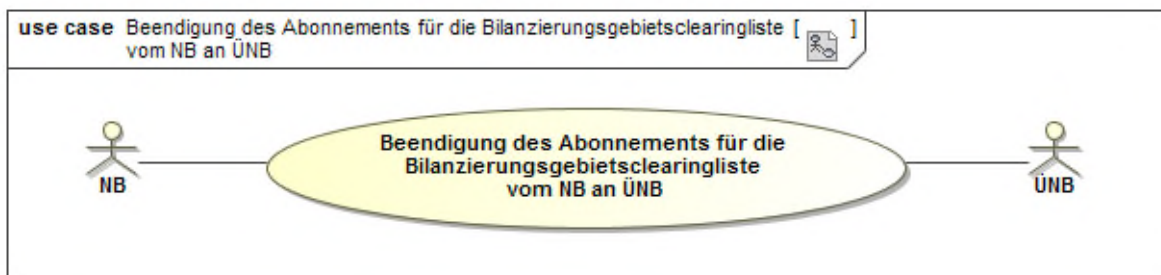 use case Beendigung des Abonnements für die Bilanzierungsgebietsclearingliste [ ]
vom NB an ÜNB
Beendigung des Abonnements für die
Bilanzierungsgebietsclearingliste
vom NB an ÜNB
NB
ÜNB